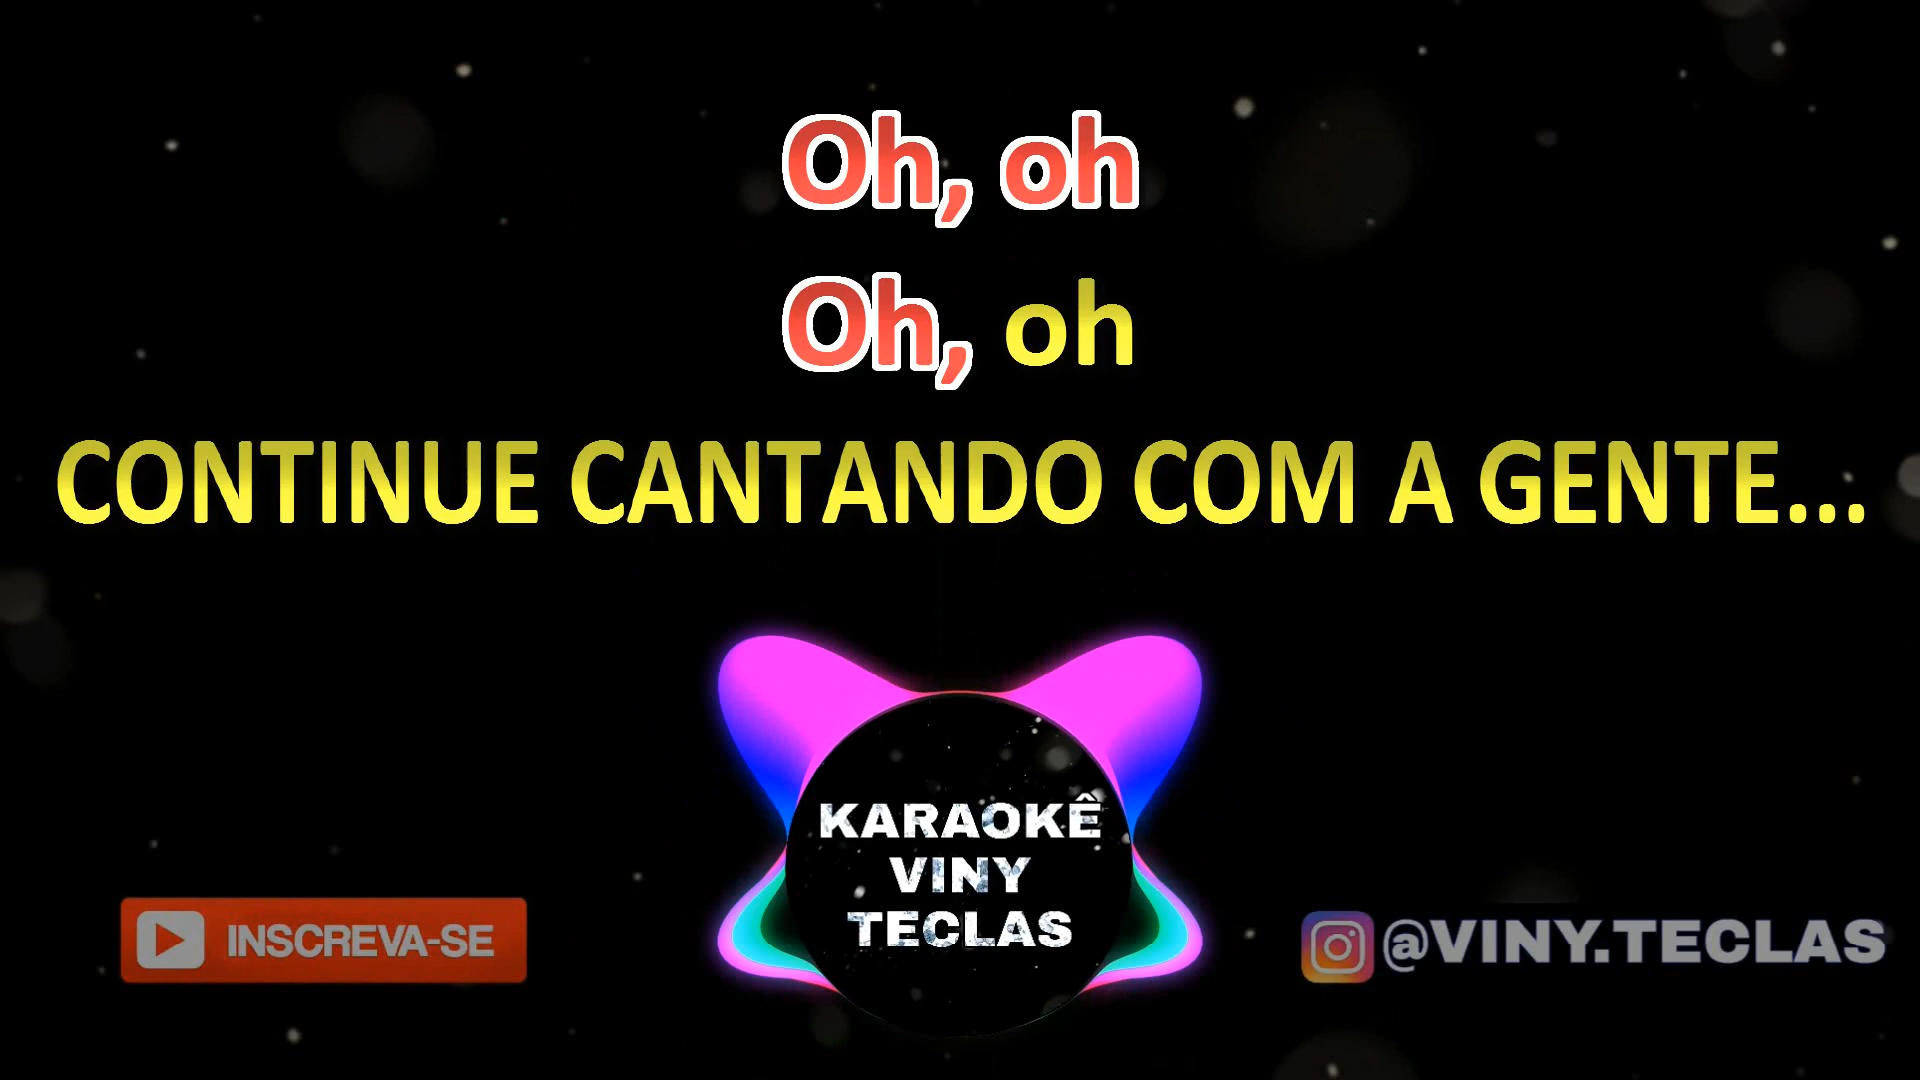 Oh, oh
Oh, oh
CONTINUE CANTANDO COM A GENTE...
KARAOKÊ
VINY
TECLAS
INSCREVA-SE
@VINY.TECLAS